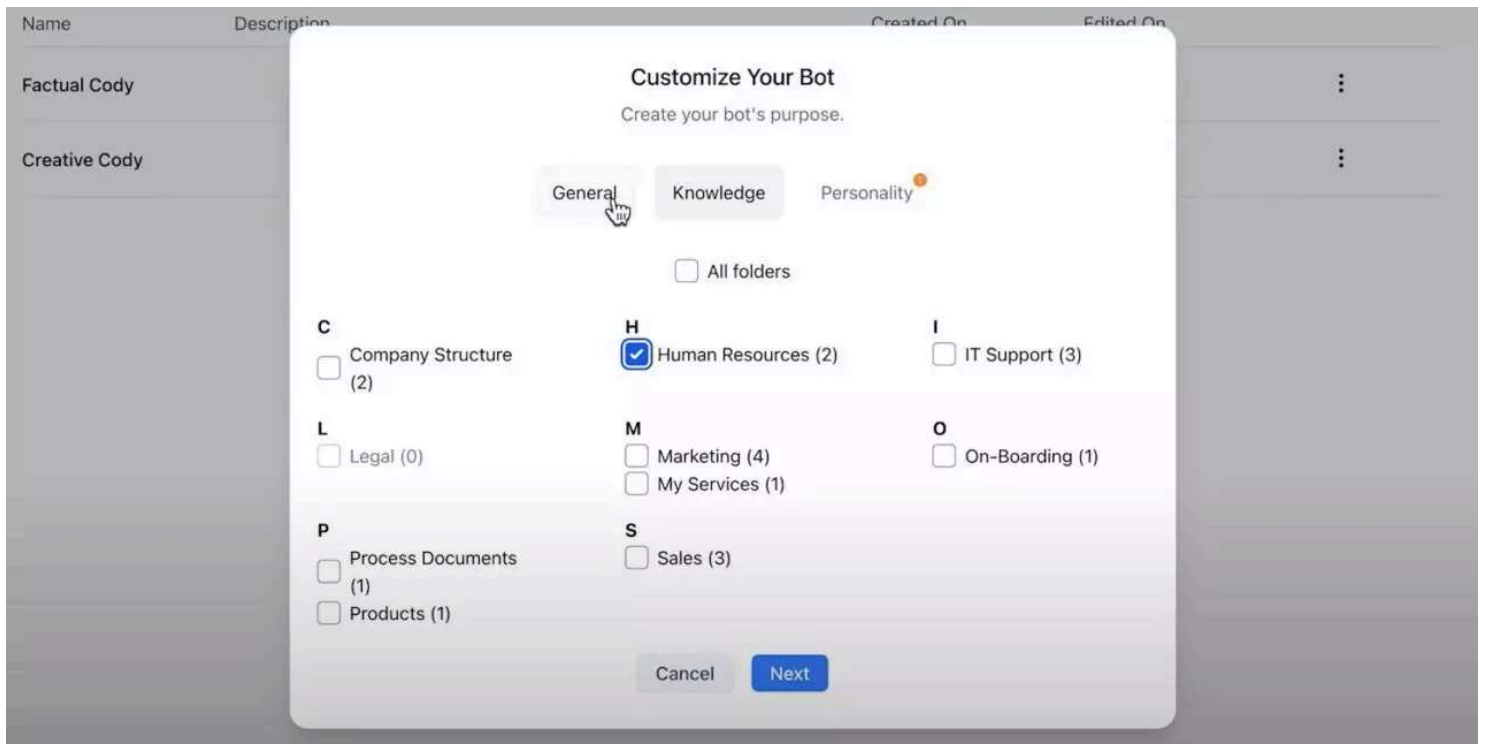 Name Description Created On Edited On
Customize Your Bot
Factual Cody
Create your bot's purpose.
Creative Cody
General Knowledge Personality
All folders
C H I
Company Structure
(2)
Human Resources (2)
IT Support (3)
L M O
Legal (0) Marketing (4) On-Boarding (1)
My Services (1)
P S
Process Documents
(1)
Sales (3)
Products (1)
Cancel Next